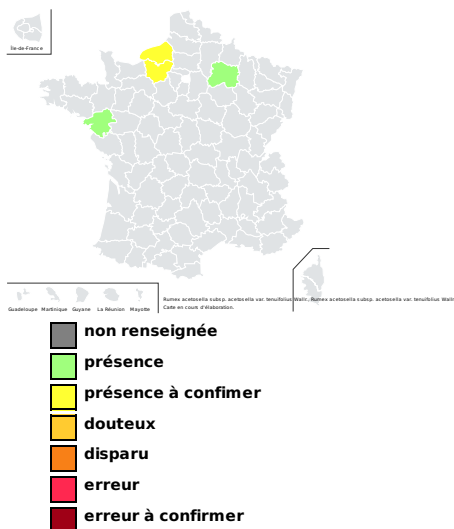 Île-de-France
Guadeloupe Martinique Guyane La Réunion Mayotte
Rumex acetosella subsp. acetosella var. tenuifolius Wallr., Rumex acetosella subsp. acetosella var. tenuifolius Wallr
Carte en cours d'élaboration.
non renseignée
présence
présence à confimer
douteux
disparu
erreur
erreur à confirmer